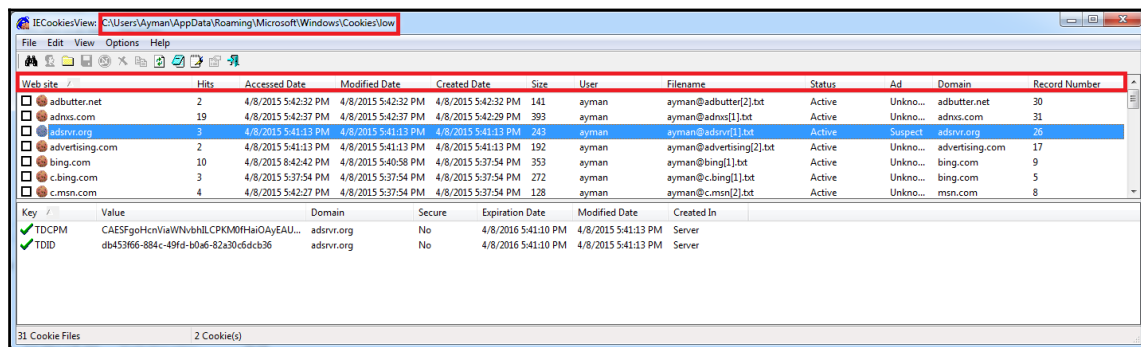 IECookiesView: C:\Users\Ayman\AppData\Roaming\Microsoft\Windows\Cookies\low
File Edit View Options Help
Web site / Hits Accessed Date Modified Date Created Date Size User Filename Status Ad Domain Record Number
adbutter.net 2 4/8/2015 5:42:32 PM 4/8/2015 5:42:32 PM 4/8/2015 5:42:32 PM 141 ayman ayman@adbutter[2].txt Active Unkno... adbutter.net 30
adnxs.com 19 4/8/2015 5:42:37 PM 4/8/2015 5:42:37 PM 4/8/2015 5:42:29 PM 393 ayman ayman@adnxs[1].txt Active Unkno... adnxs.com 31
adsrvr.org 3 4/8/2015 5:41:13 PM 4/8/2015 5:41:13 PM 4/8/2015 5:41:13 PM 243 ayman ayman@adsrvr[1].txt Active Suspect adsrvr.org 26
advertising.com 2 4/8/2015 5:41:13 PM 4/8/2015 5:41:13 PM 4/8/2015 5:41:13 PM 192 ayman ayman@advertising[2].txt Active Unkno... advertising.com 17
bing.com 10 4/8/2015 8:42:42 PM 4/8/2015 5:40:58 PM 4/8/2015 5:37:54 PM 353 ayman ayman@bing[1].txt Active Unkno... bing.com 9
c.bing.com 3 4/8/2015 5:37:54 PM 4/8/2015 5:37:54 PM 4/8/2015 5:37:54 PM 272 ayman ayman@c.bing[1].txt Active Unkno... bing.com 5
c.msn.com 4 4/8/2015 5:42:27 PM 4/8/2015 5:37:54 PM 4/8/2015 5:37:54 PM 128 ayman ayman@c.msn[2].txt Active Unkno... msn.com 8
Key / Value Domain Secure Expiration Date Modified Date Created In
TDCPM CAESFgoHcnViaWNvbhILCPKM0fHaiOAyEAU... adsrvr.org No 4/8/2016 5:41:10 PM 4/8/2015 5:41:13 PM Server
TDID db453f66-884c-49fd-b0a6-82a30c6dcb36 adsrvr.org No 4/8/2016 5:41:10 PM 4/8/2015 5:41:13 PM Server
31 Cookie Files 2 Cookie(s)